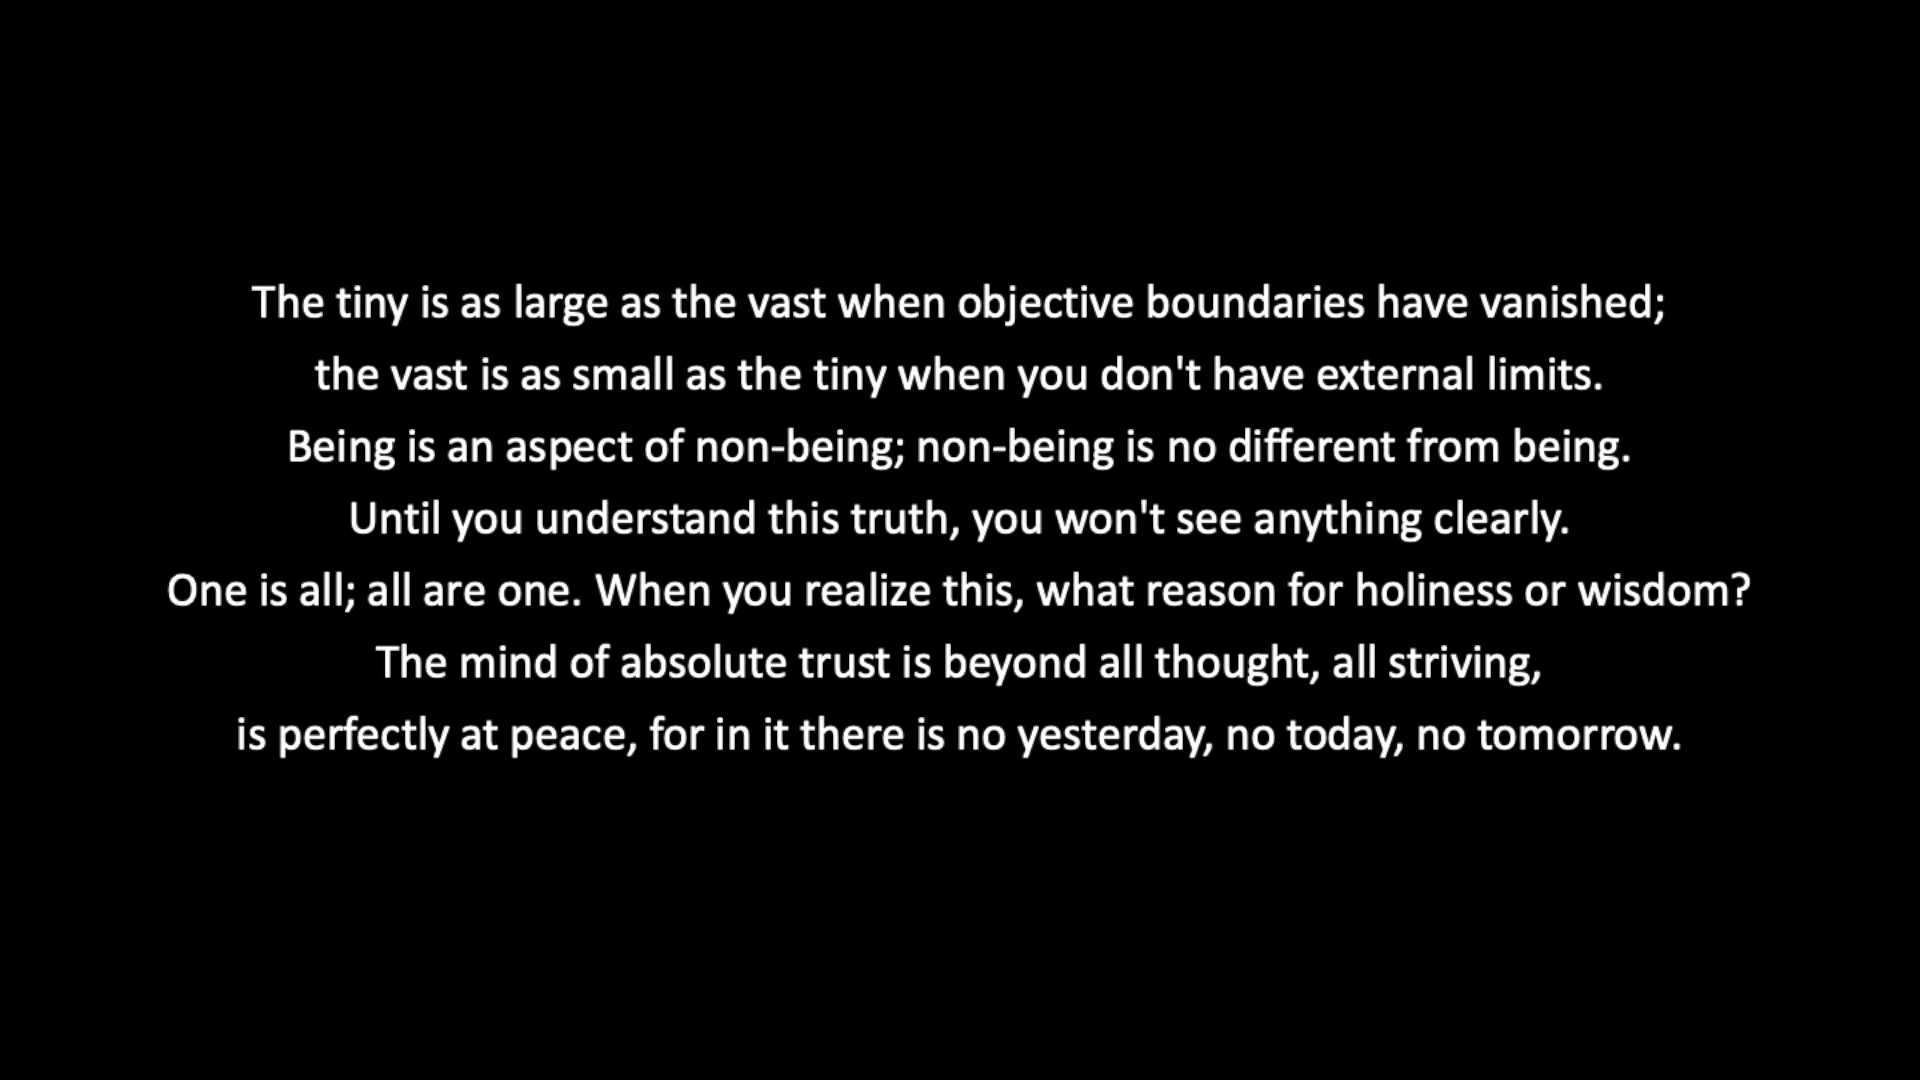 The tiny is as large as the vast when objective boundaries have vanished;
the vast is as small as the tiny when you don't have external limits.
Being is an aspect of non-being; non-being is no different from being.
Until you understand this truth, you won't see anything clearly.
One is all; all are one. When you realize this, what reason for holiness or wisdom?
The mind of absolute trust is beyond all thought, all striving,
is perfectly at peace, for in it there is no yesterday, no today, no tomorrow.